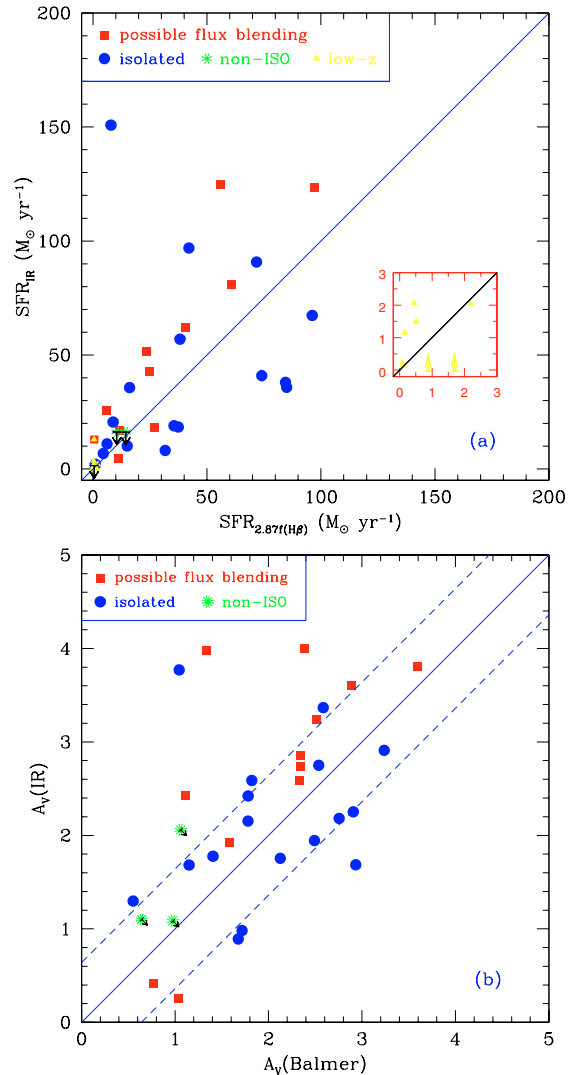 200
possible flux blending
isolated non-ISO low-z
150
SFR_IR (M⊙ yr⁻¹)
100
3
2
1
0
0 1 2 3
50
(a)
0
0 50 100 150 200
SFR_2.87f(Hβ) (M⊙ yr⁻¹)
5
possible flux blending
isolated non-ISO
4
3
A_V(IR)
2
1
(b)
0
0 1 2 3 4 5
A_V(Balmer)